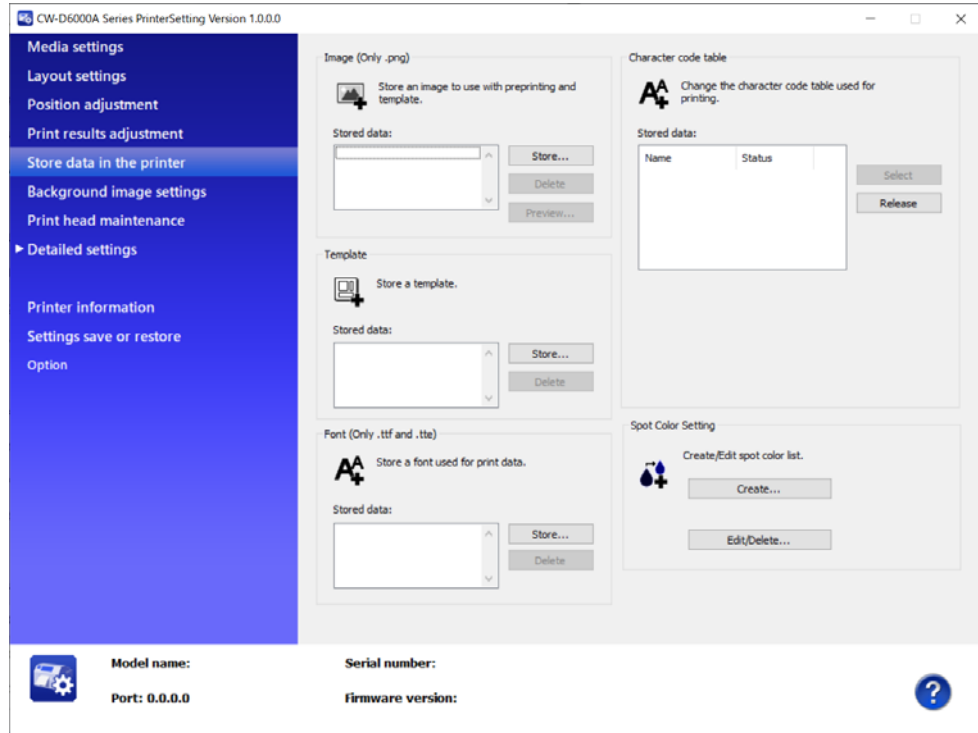 CW-D6000A Series PrinterSetting Version 1.0.0.0
Media settings
Layout settings
Position adjustment
Print results adjustment
Store data in the printer
Background image settings
Print head maintenance
Detailed settings
Printer information
Settings save or restore
Option
Image (Only .png)
Store an image to use with preprinting and
template.
Stored data:
Store...
Delete
Preview...
Template
Store a template.
Stored data:
Store...
Delete
Font (Only .ttf and .tte)
Store a font used for print data.
Stored data:
Store...
Delete
Character code table
Change the character code table used for
printing.
Stored data:
Name Status
Select
Release
Spot Color Setting
Create/Edit spot color list.
Create...
Edit/Delete...
Model name: Serial number:
Port: 0.0.0.0 Firmware version: